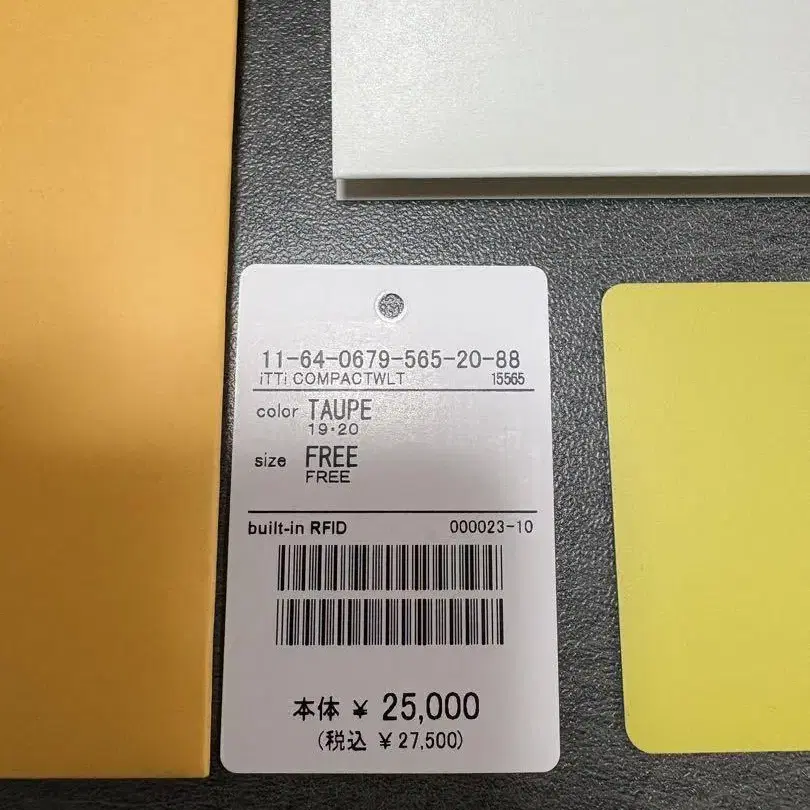 11-64-0679-565-20-88
iTTi COMPACTWLT 15565
color TAUPE
19・20
size FREE
FREE
built-in RFID 000023-10
本体 ¥ 25,000
(税込 ¥27,500)